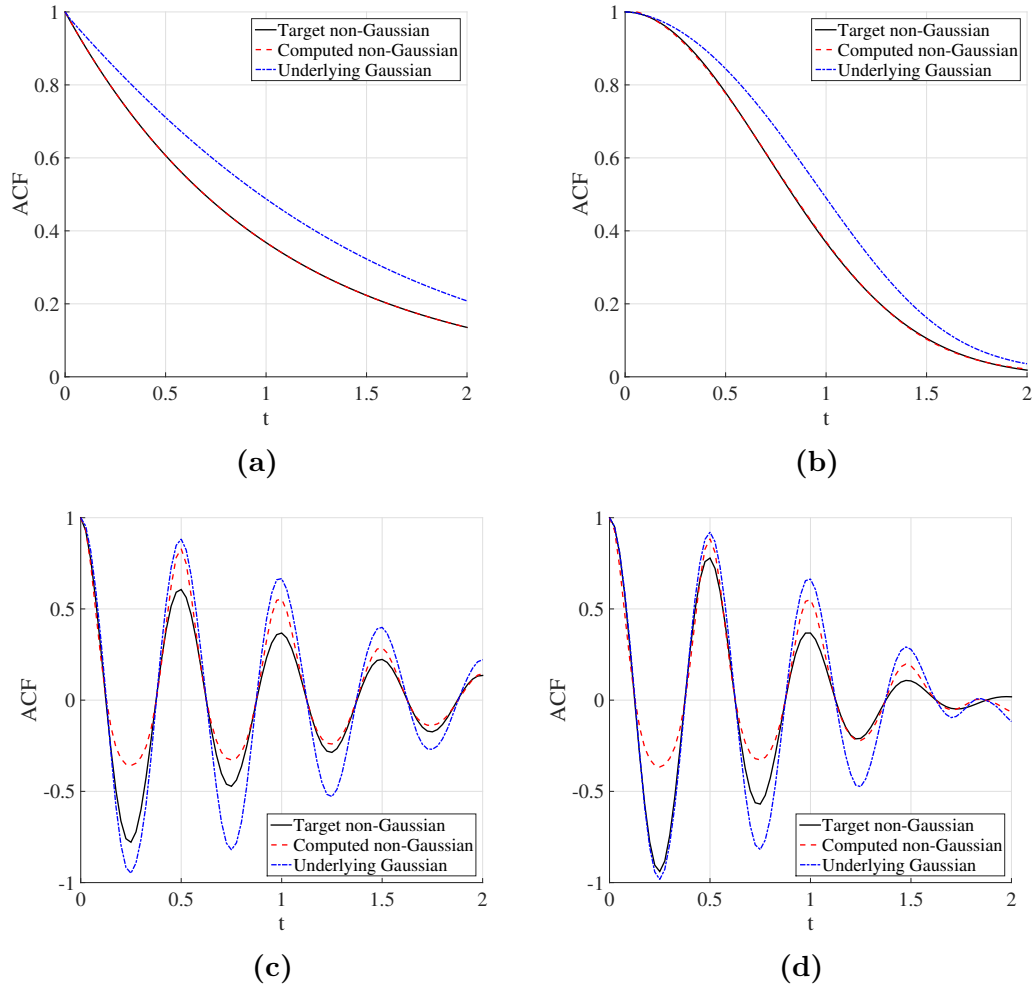 1
0.8
0.6
0.4
0.2
0
ACF
0
0.5
1
1.5
2
t
Target non-Gaussian
Computed non-Gaussian
Underlying Gaussian
(a)
1
0.8
0.6
0.4
0.2
0
ACF
0
0.5
1
1.5
2
t
Target non-Gaussian
Computed non-Gaussian
Underlying Gaussian
(b)
1
0.5
0
-0.5
-1
ACF
0
0.5
1
1.5
2
t
Target non-Gaussian
Computed non-Gaussian
Underlying Gaussian
(c)
1
0.5
0
-0.5
-1
ACF
0
0.5
1
1.5
2
t
Target non-Gaussian
Computed non-Gaussian
Underlying Gaussian
(d)